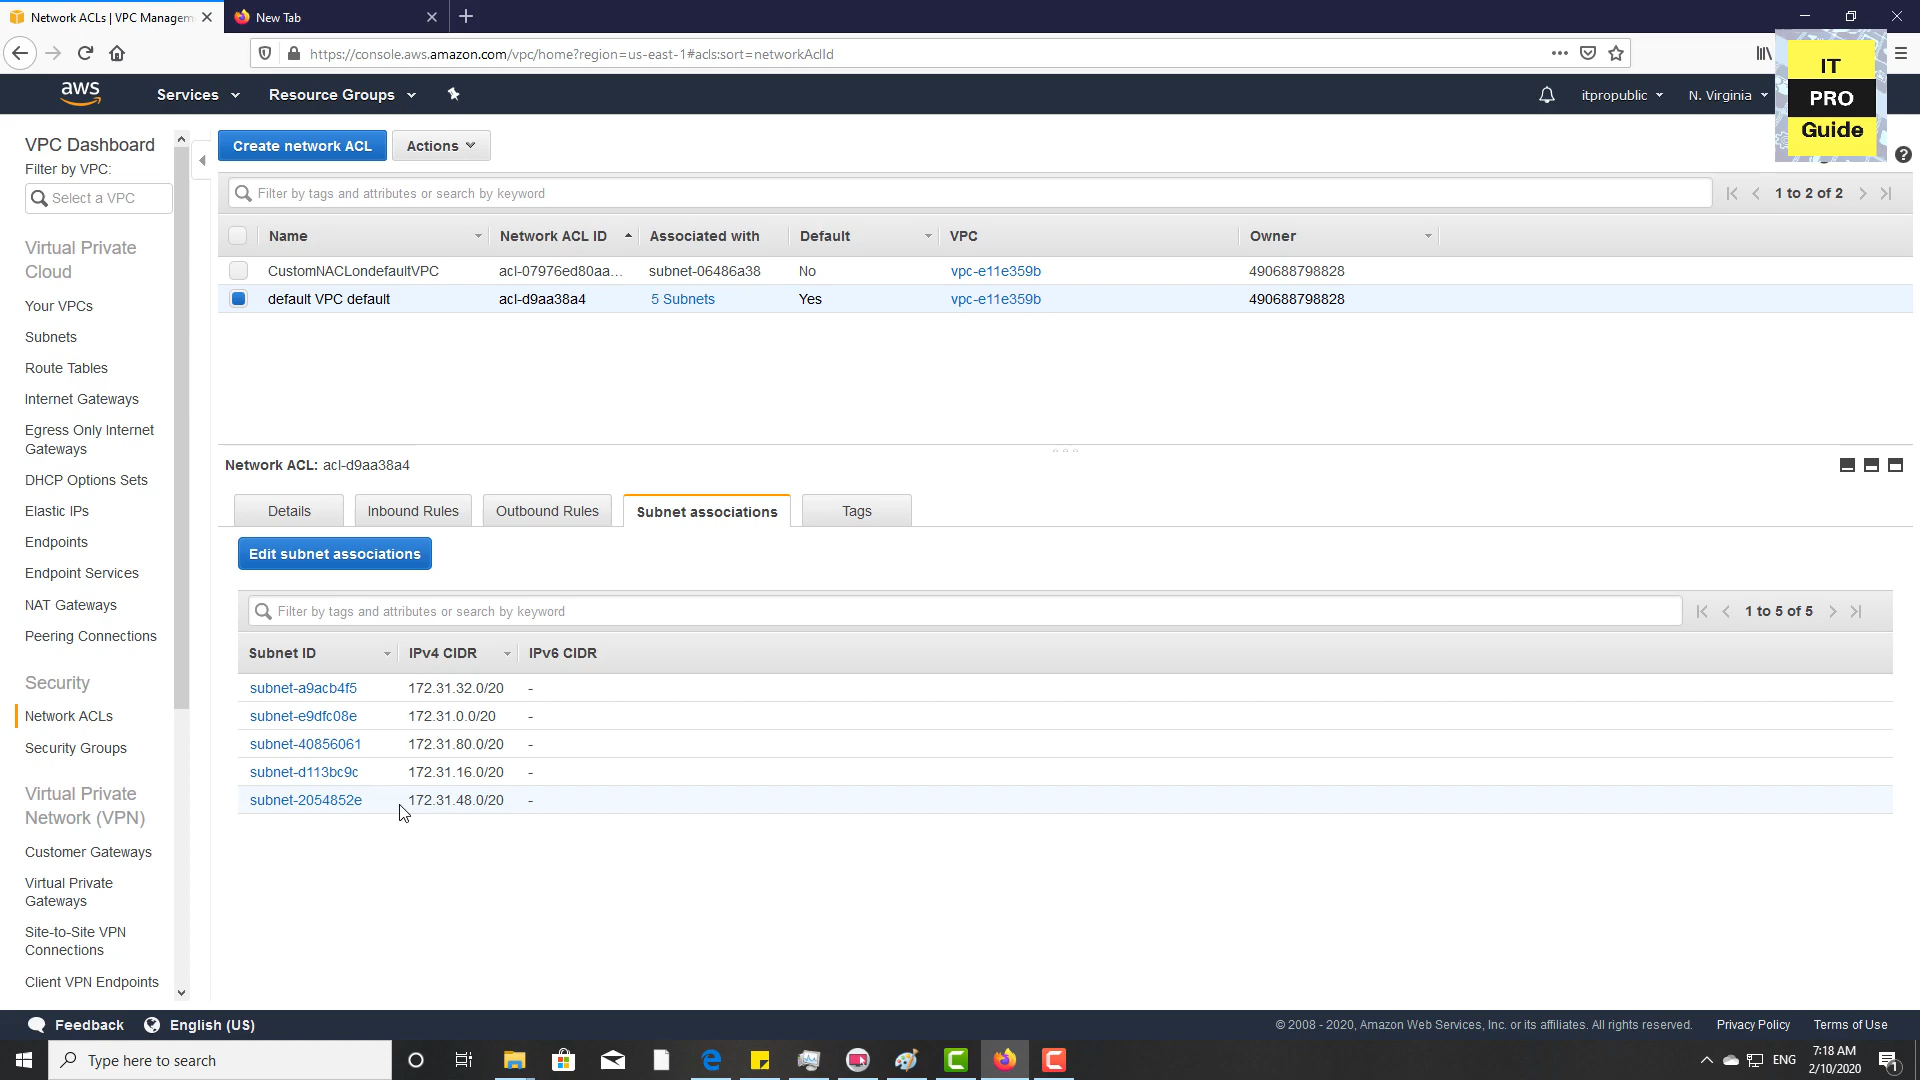 Network ACLs | VPC Managem
New Tab
https://console.aws.amazon.com/vpc/home?region=us-east-1#acls:sort=networkAclId
IT
PRO
Guide
aws
Services
Resource Groups
itpropublic
N. Virginia
VPC Dashboard
Filter by VPC:
Select a VPC
Virtual Private
Cloud
Your VPCs
Subnets
Route Tables
Internet Gateways
Egress Only Internet
Gateways
DHCP Options Sets
Elastic IPs
Endpoints
Endpoint Services
NAT Gateways
Peering Connections
Security
Network ACLs
Security Groups
Virtual Private
Network (VPN)
Customer Gateways
Virtual Private
Gateways
Site-to-Site VPN
Connections
Client VPN Endpoints
Create network ACL
Actions
Filter by tags and attributes or search by keyword
1 to 2 of 2
Name Network ACL ID Associated with Default VPC Owner
CustomNACLondefaultVPC acl-07976ed80aa... subnet-06486a38 No vpc-e11e359b 490688798828
default VPC default acl-d9aa38a4 5 Subnets Yes vpc-e11e359b 490688798828
Network ACL: acl-d9aa38a4
Details
Inbound Rules
Outbound Rules
Subnet associations
Tags
Edit subnet associations
Filter by tags and attributes or search by keyword
1 to 5 of 5
Subnet ID IPv4 CIDR IPv6 CIDR
subnet-a9acb4f5 172.31.32.0/20 -
subnet-e9dfc08e 172.31.0.0/20 -
subnet-40856061 172.31.80.0/20 -
subnet-d113bc9c 172.31.16.0/20 -
subnet-2054852e 172.31.48.0/20 -
Feedback
English (US)
© 2008 - 2020, Amazon Web Services, Inc. or its affiliates. All rights reserved.
Privacy Policy
Terms of Use
Type here to search
ENG
7:18 AM
2/10/2020
1